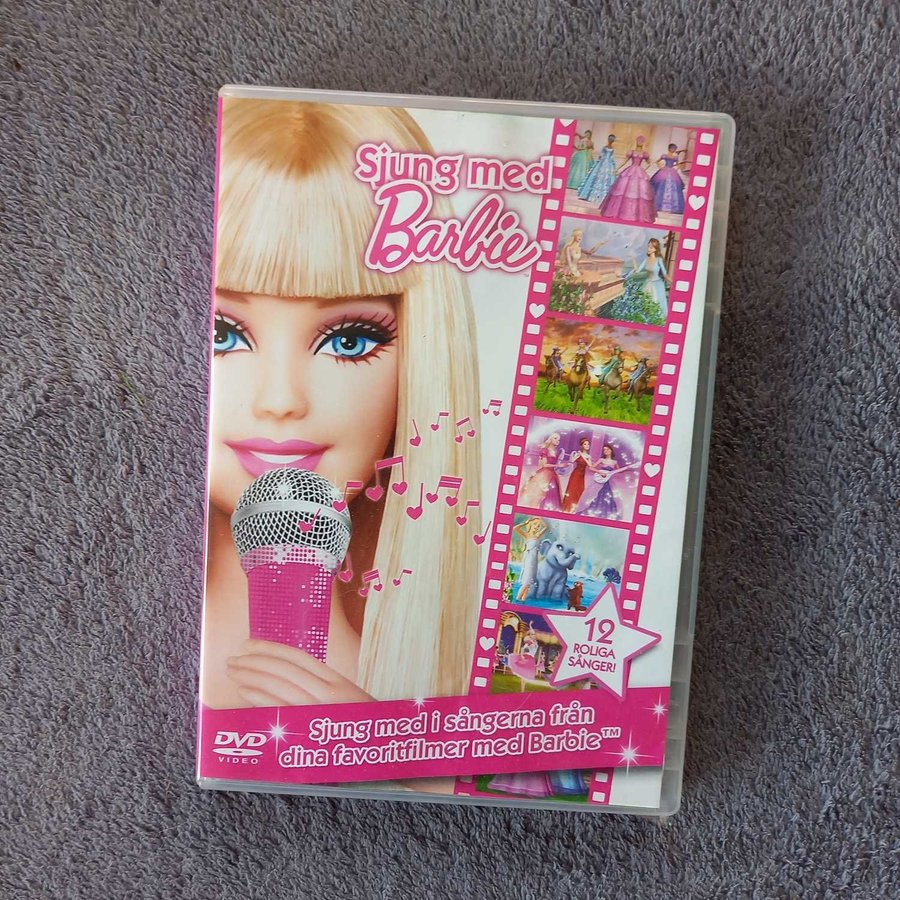 Sjung med
Barbie
12
ROLIGA
SÅNGER!
Sjung med i sångerna från
dina favoritfilmer med Barbie™
DVD
VIDEO